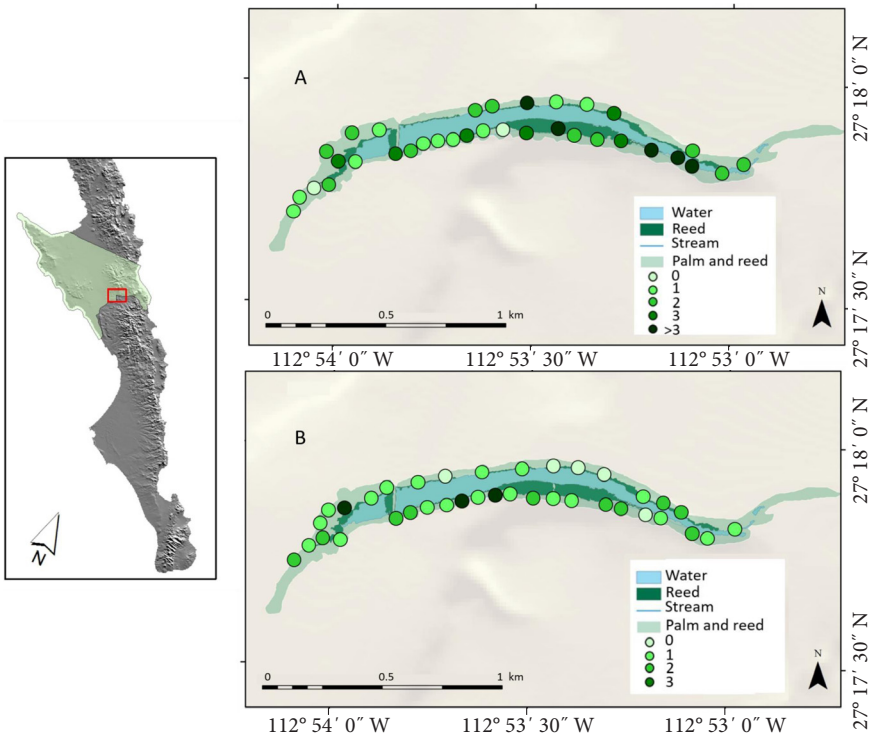 A
27° 18′ 0″ N
Water
Reed
Stream
Palm and reed
0
1
2
3
>3
N
27° 17′ 30″ N
0 0.5 1 km
112° 54′ 0″ W 112° 53′ 30″ W 112° 53′ 0″ W
B
27° 18′ 0″ N
Water
Reed
Stream
Palm and reed
0
1
2
3
N
27° 17′ 30″ N
0 0.5 1 km
112° 54′ 0″ W 112° 53′ 30″ W 112° 53′ 0″ W
N